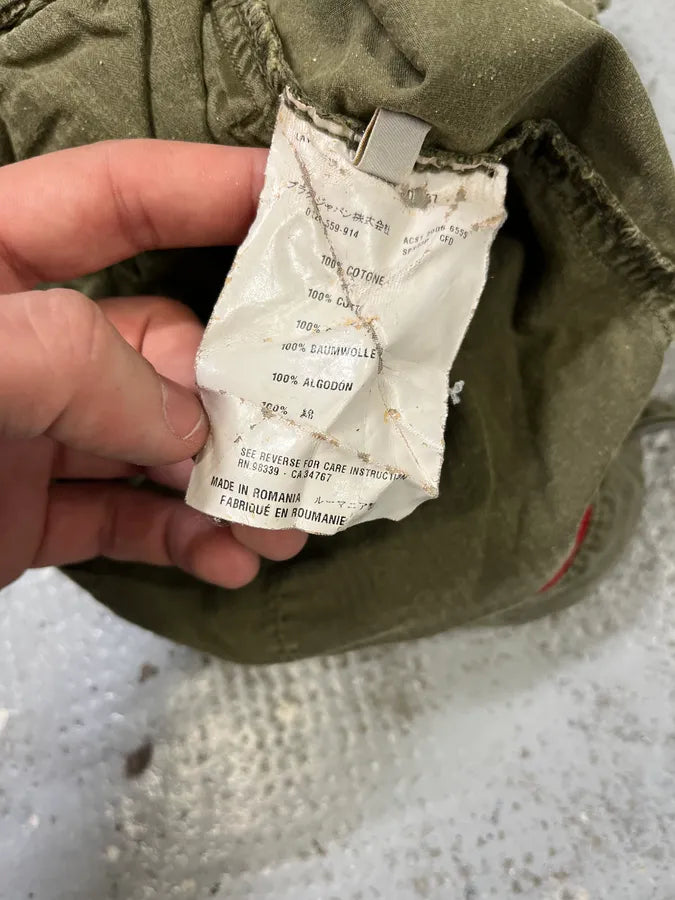 プラダジャパン株式会社
559-914
100% COTONE
100%
100%
100% BAUMWOLLE
100% ALGODÓN
100% 綿
SEE REVERSE FOR CARE INSTRUCTI
RN.98339 - CA34767
MADE IN ROMANIA ルーマニア製
FABRIQUÉ EN ROUMANIE